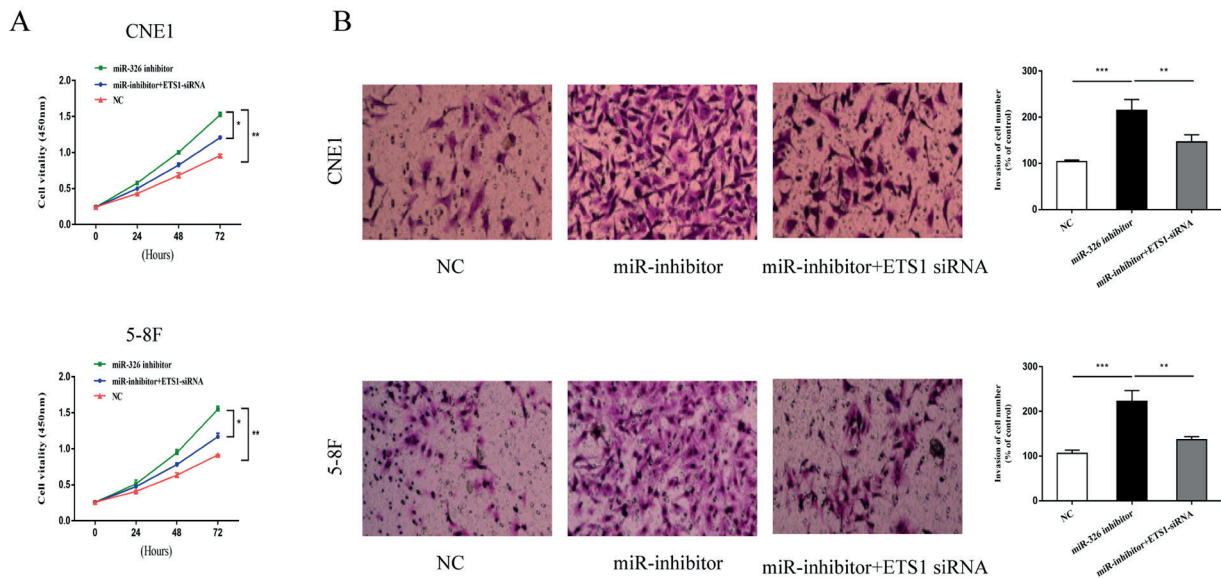 A
CNE1
miR-326 inhibitor
miR-inhibitor+ETS1-siRNA
NC
Cell vitality (450nm)
2.0
1.5
1.0
0.5
0.0
*
**
0 24 48 72
(Hours)
5-8F
miR-326 inhibitor
miR-inhibitor+ETS1-siRNA
NC
Cell vitality (450nm)
2.0
1.5
1.0
0.5
0.0
*
**
0 24 48 72
(Hours)
B
CNE1
NC miR-inhibitor miR-inhibitor+ETS1 siRNA
Invasion of cell number
(% of control)
300
200
100
0
*** **
NC
miR-326 inhibitor
miR-inhibitor+ETS1-siRNA
5-8F
NC miR-inhibitor miR-inhibitor+ETS1 siRNA
Invasion of cell number
(% of control)
300
200
100
0
*** **
NC
miR-326 inhibitor
miR-inhibitor+ETS1-siRNA